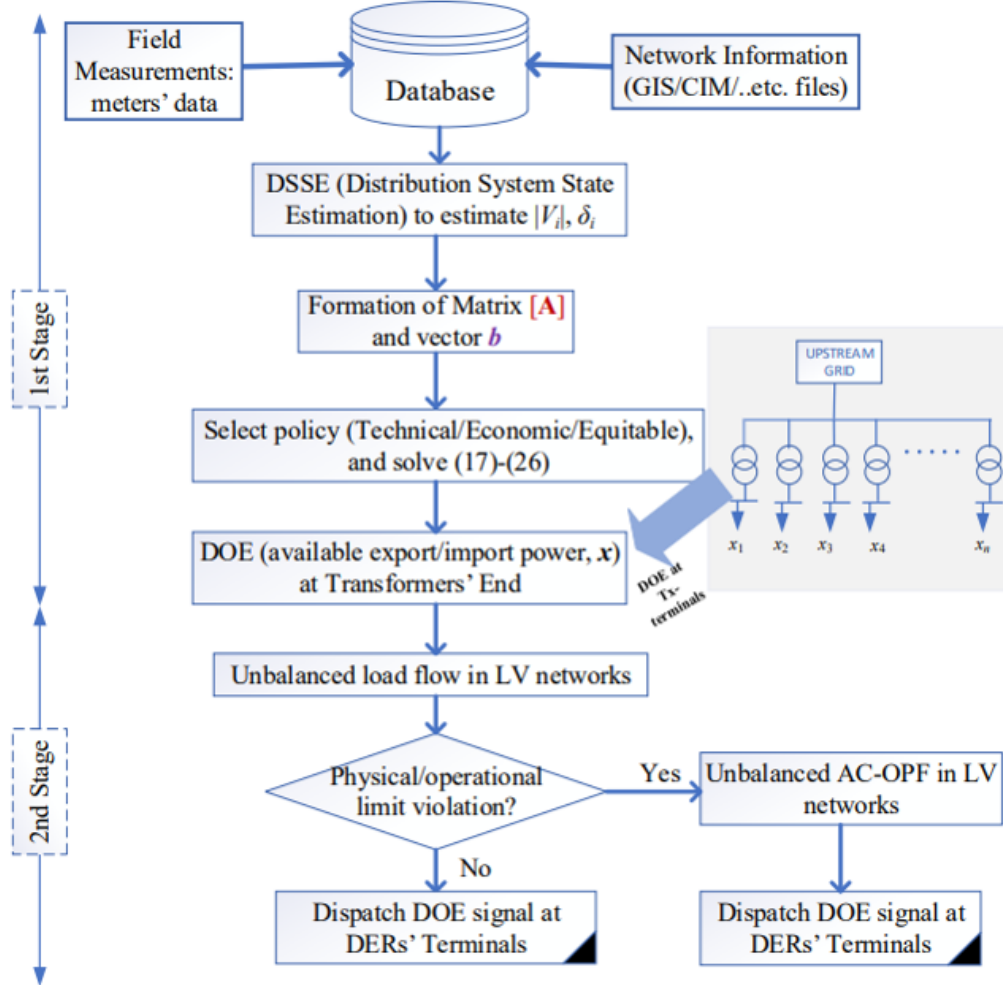 Field
Measurements:
meters' data
Database
Network Information
(GIS/CIM/..etc. files)
DSSE (Distribution System State
Estimation) to estimate |Vᵢ|, δᵢ
Formation of Matrix [A]
and vector b
1st Stage
UPSTREAM
GRID
Select policy (Technical/Economic/Equitable),
and solve (17)-(26)
x₁ x₂ x₃ x₄ xₙ
DOE (available export/import power, x)
at Transformers' End
DOE at
Tx-
terminals
Unbalanced load flow in LV networks
2nd Stage
Physical/operational
limit violation?
Yes
Unbalanced AC-OPF in LV
networks
No
Dispatch DOE signal at
DERs' Terminals
Dispatch DOE signal at
DERs' Terminals